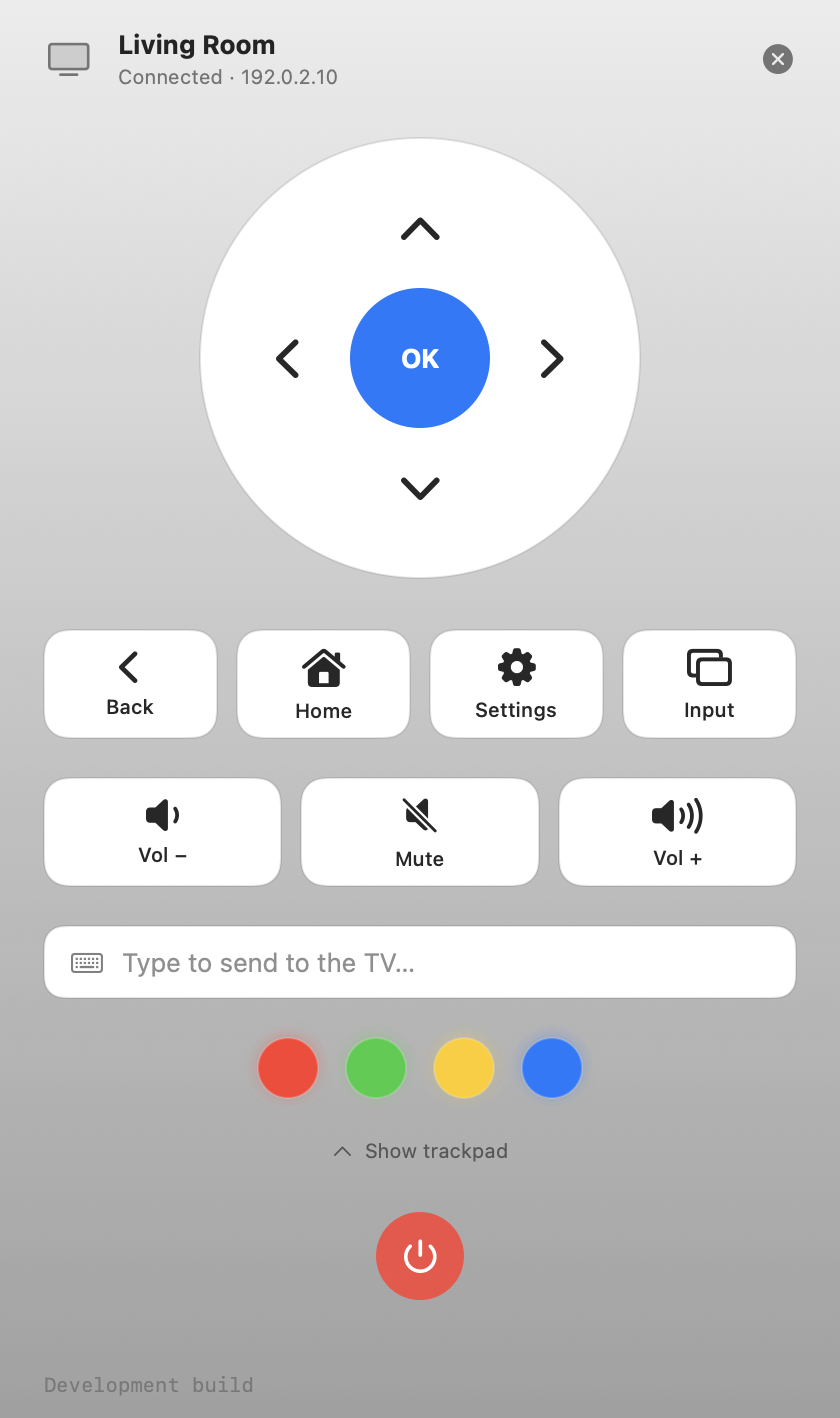 Living Room
Connected · 192.0.2.10
OK
Back
Home
Settings
Input
Vol –
Mute
Vol +
Type to send to the TV...
Show trackpad
Development build